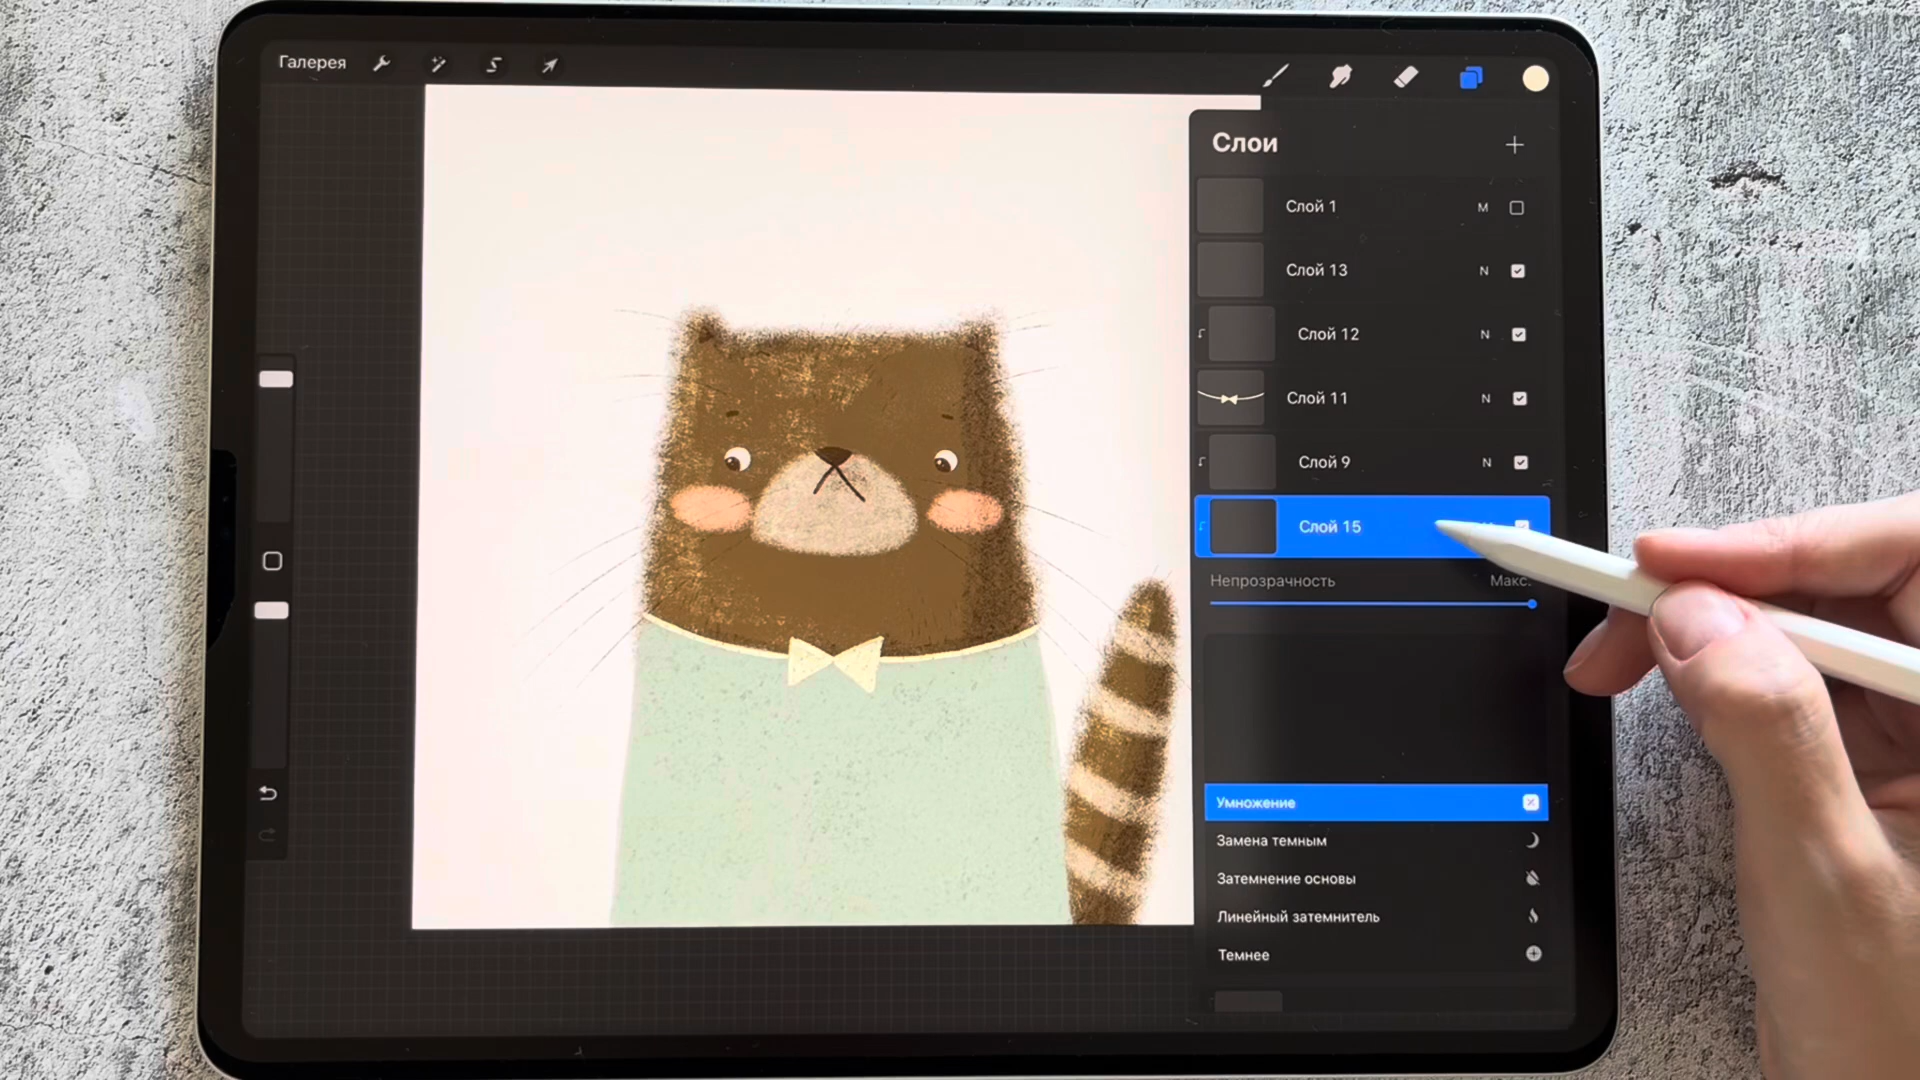 Галерея
Слои
Слой 1 M
Слой 13 N
Слой 12 N
Слой 11 N
Слой 9 N
Слой 15
Непрозрачность Макс.
Умножение
Замена темным
Затемнение основы
Линейный затемнитель
Темнее